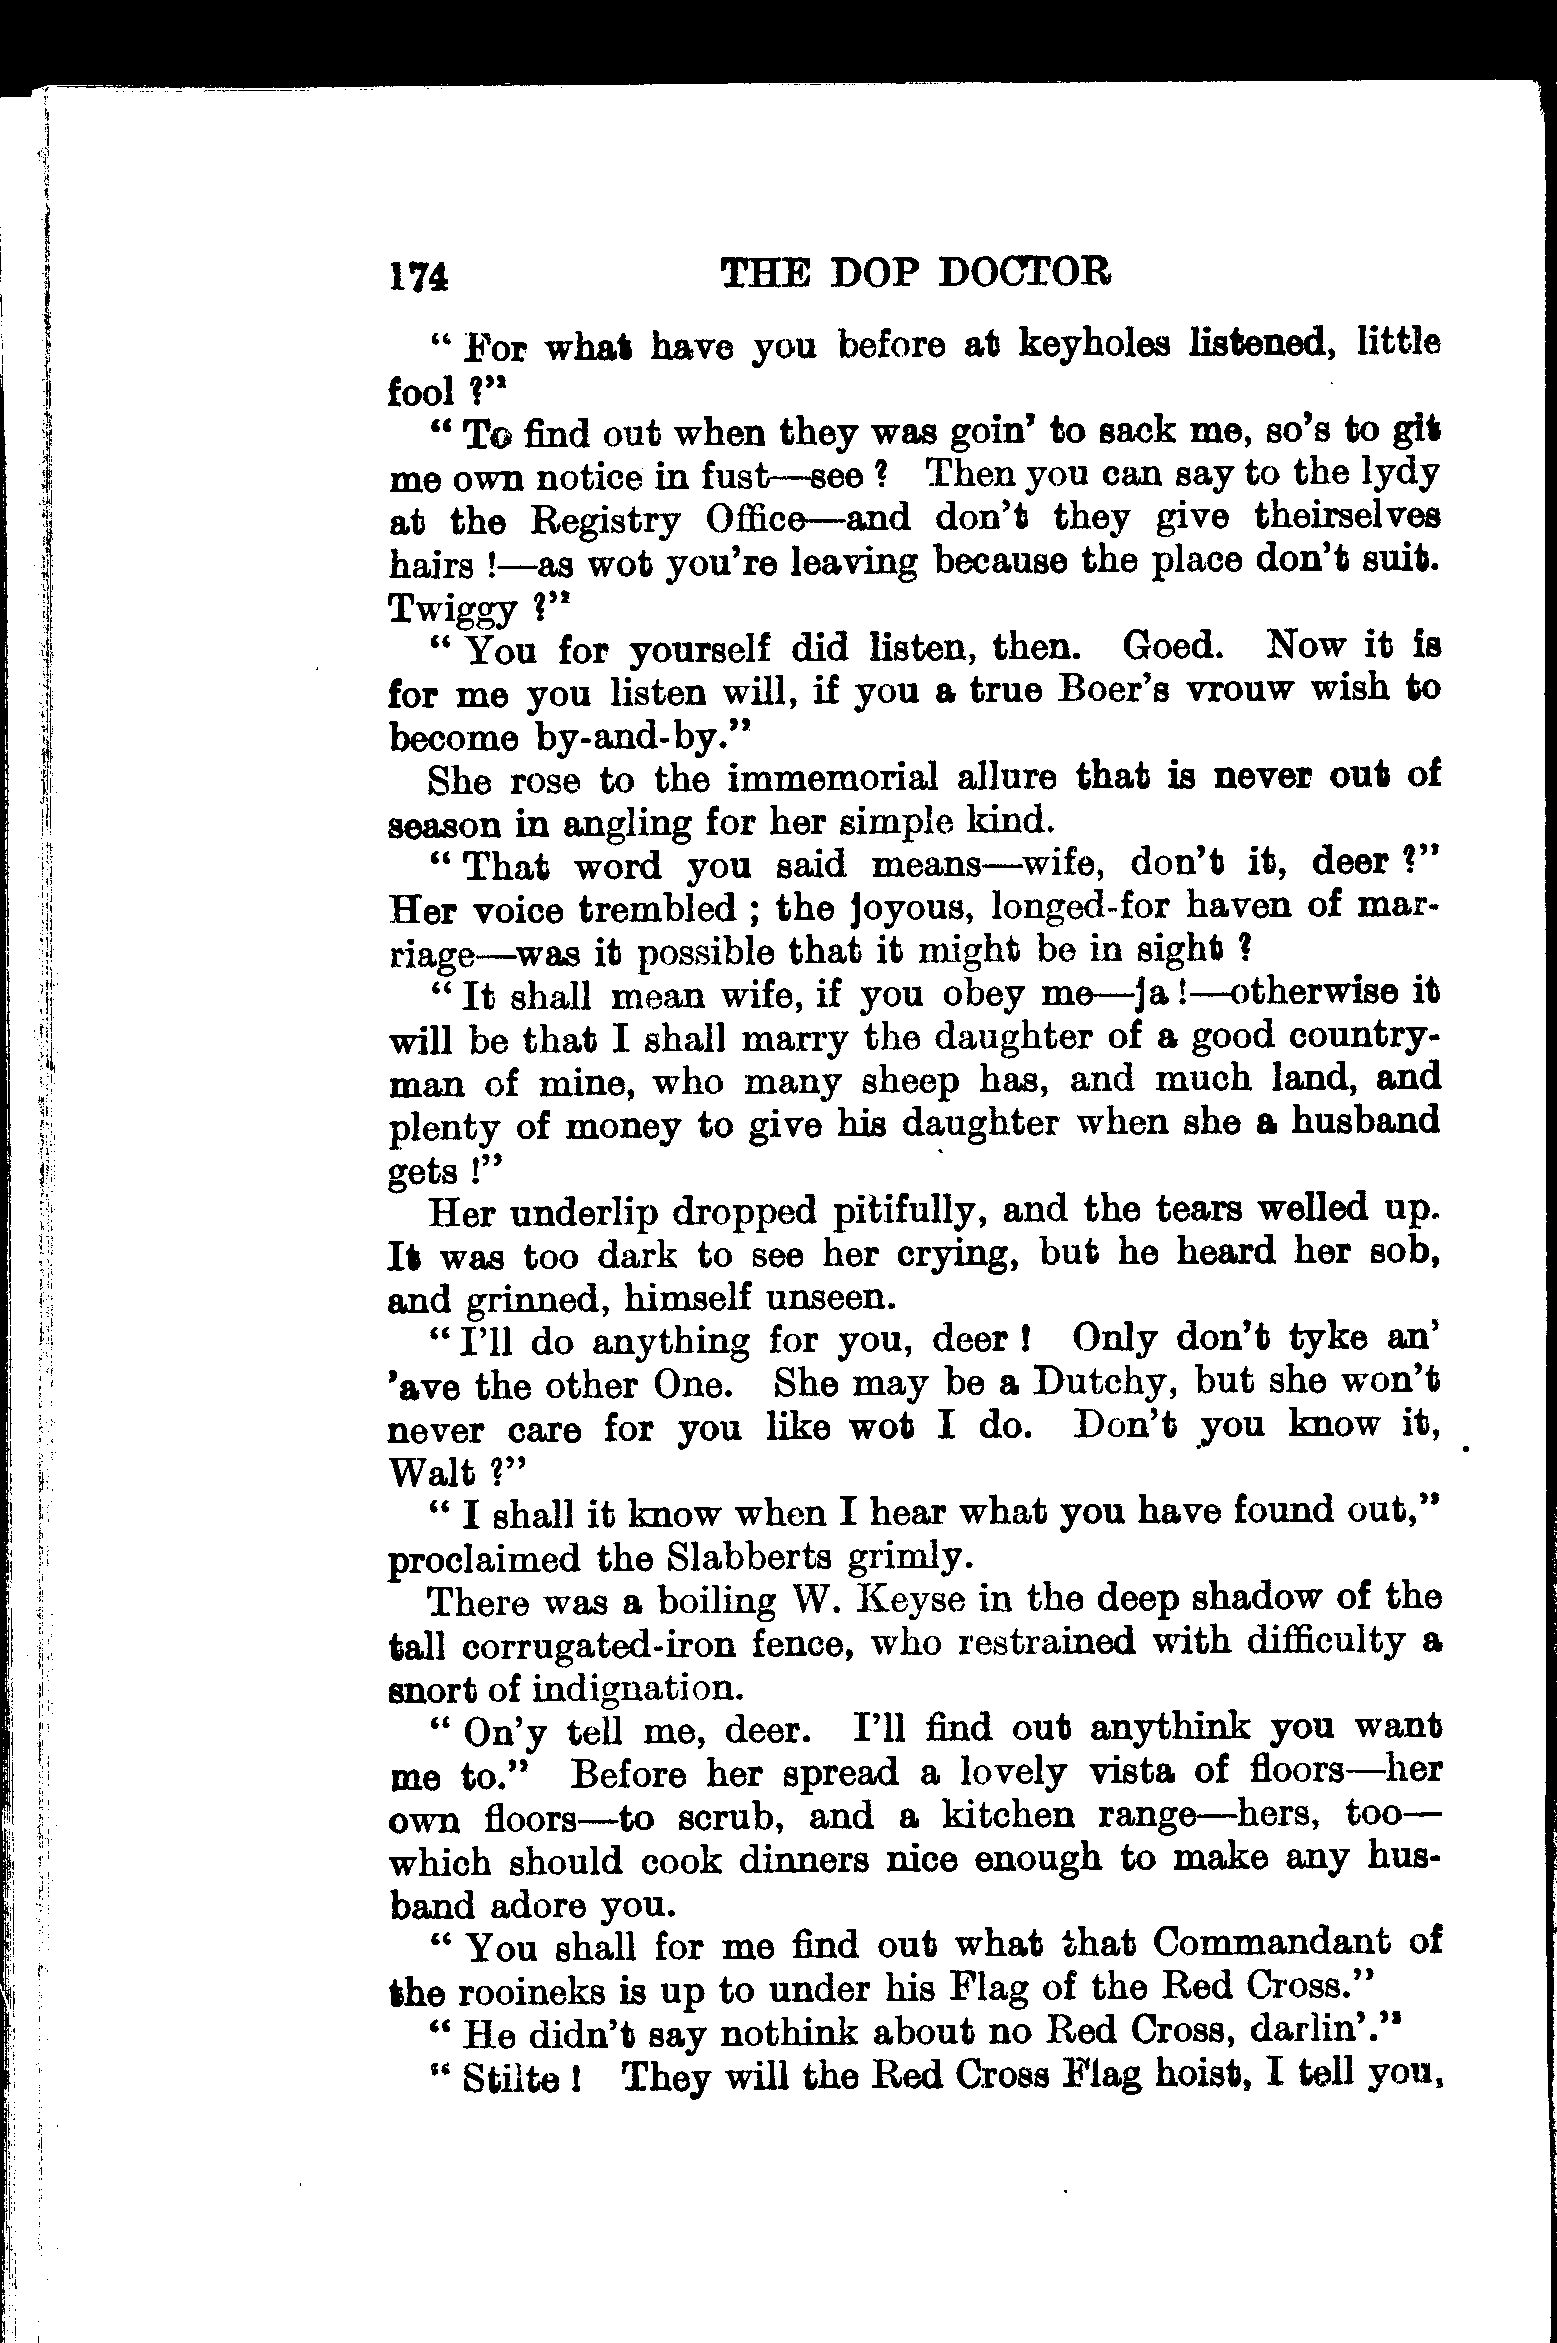 174 THE DOP DOCTOR
" For what have you before at keyholes listened, little
fool ?"
" To find out when they was goin' to sack me, so's to git
me own notice in fust—see ? Then you can say to the lydy
at the Registry Office—and don't they give theirselves
hairs !—as wot you're leaving because the place don't suit.
Twiggy ?"
" You for yourself did listen, then. Goed. Now it is
for me you listen will, if you a true Boer's vrouw wish to
become by-and-by."
She rose to the immemorial allure that is never out of
season in angling for her simple kind.
" That word you said means—wife, don't it, deer ?"
Her voice trembled ; the joyous, longed-for haven of mar-
riage—was it possible that it might be in sight ?
" It shall mean wife, if you obey me—ja !—otherwise it
will be that I shall marry the daughter of a good country-
man of mine, who many sheep has, and much land, and
plenty of money to give his daughter when she a husband
gets !"
Her underlip dropped pitifully, and the tears welled up.
It was too dark to see her crying, but he heard her sob,
and grinned, himself unseen.
" I'll do anything for you, deer ! Only don't tyke an'
'ave the other One. She may be a Dutchy, but she won't
never care for you like wot I do. Don't you know it,
Walt ?"
" I shall it know when I hear what you have found out,"
proclaimed the Slabberts grimly.
There was a boiling W. Keyse in the deep shadow of the
tall corrugated-iron fence, who restrained with difficulty a
snort of indignation.
" On'y tell me, deer. I'll find out anythink you want
me to." Before her spread a lovely vista of floors—her
own floors—to scrub, and a kitchen range—hers, too—
which should cook dinners nice enough to make any hus-
band adore you.
" You shall for me find out what that Commandant of
the rooineks is up to under his Flag of the Red Cross."
" He didn't say nothink about no Red Cross, darlin'."
" Stilte ! They will the Red Cross Flag hoist, I tell you,